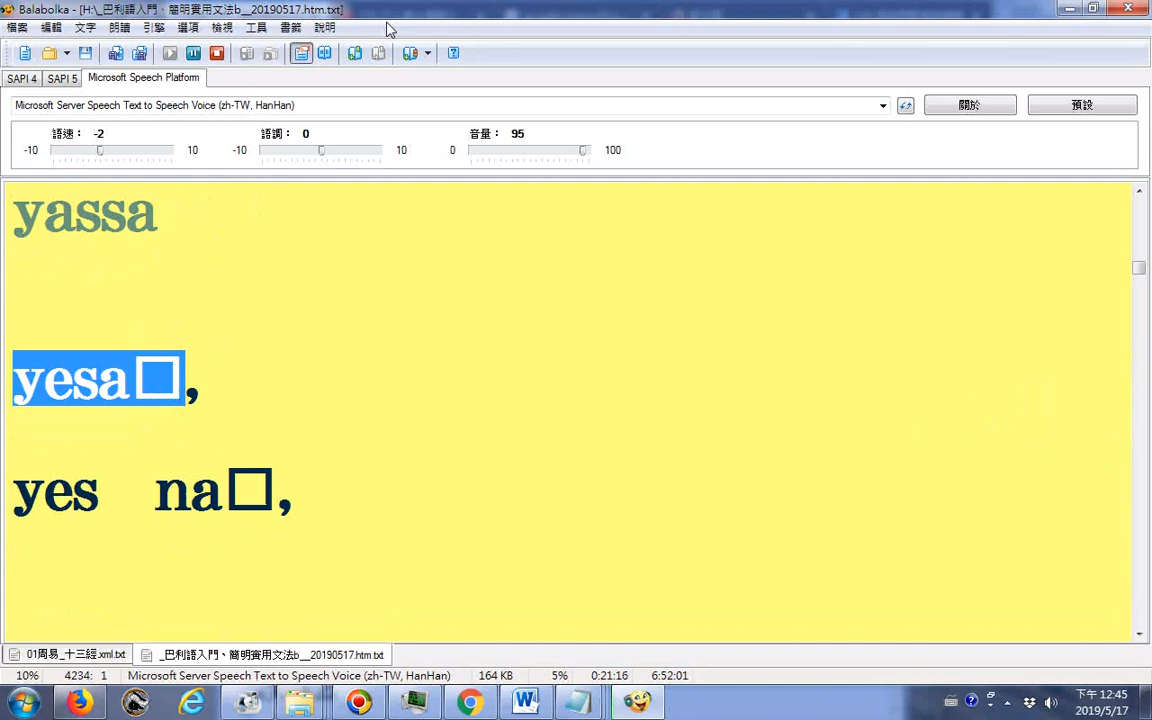 Balabolka - [H:\_巴利語入門、簡明實用文法b__20190517.htm.txt]
檔案 編輯 文字 朗讀 引擎 選項 檢視 工具 書籤 說明
SAPI 4 SAPI 5 Microsoft Speech Platform
Microsoft Server Speech Text to Speech Voice (zh-TW, HanHan) 關於 預設
語速： -2 語調： 0 音量： 95
-10 10 -10 10 0 100
yassa
yesa□,
yes na□,
01周易_十三經.xml.txt _巴利語入門、簡明實用文法b__20190517.htm.txt
10% 4234: 1 Microsoft Server Speech Text to Speech Voice (zh-TW, HanHan) 164 KB 5% 0:21:16 6:52:01
下午 12:45
2019/5/17